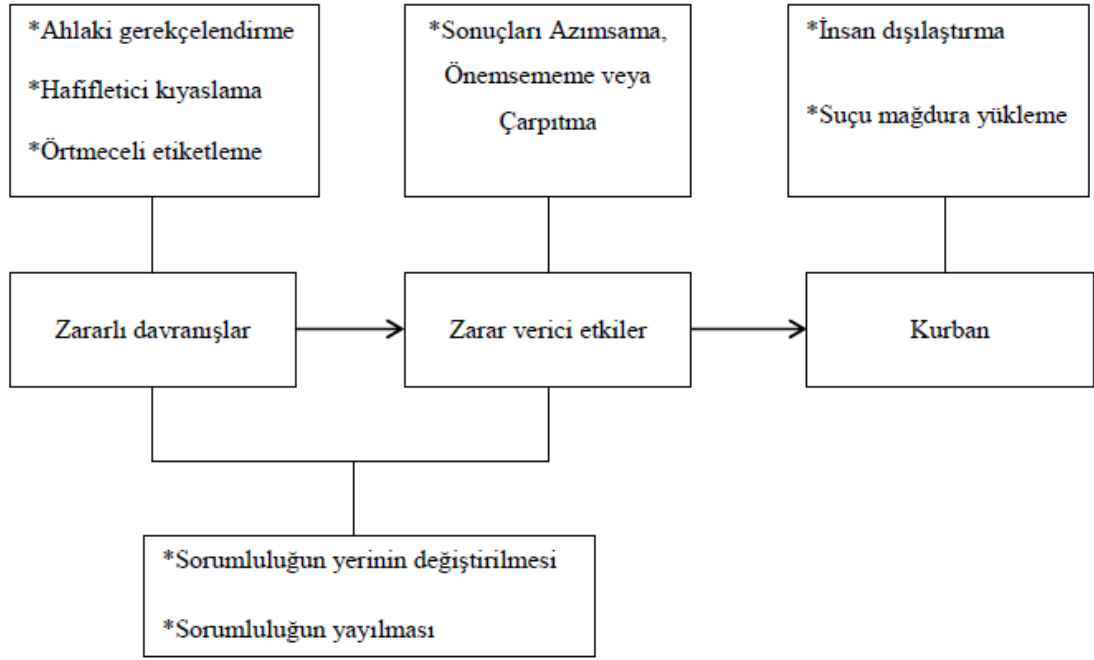 *Ahlaki gerekçelendirme
*Hafifletici kıyaslama
*Örtmeceli etiketleme
*Sonuçları Azımsama,
Önemsememe veya
Çarpıtma
*İnsan dışılaştırma
*Suçu mağdura yükleme
Zararlı davranışlar
Zarar verici etkiler
Kurban
*Sorumluluğun yerinin değiştirilmesi
*Sorumluluğun yayılması